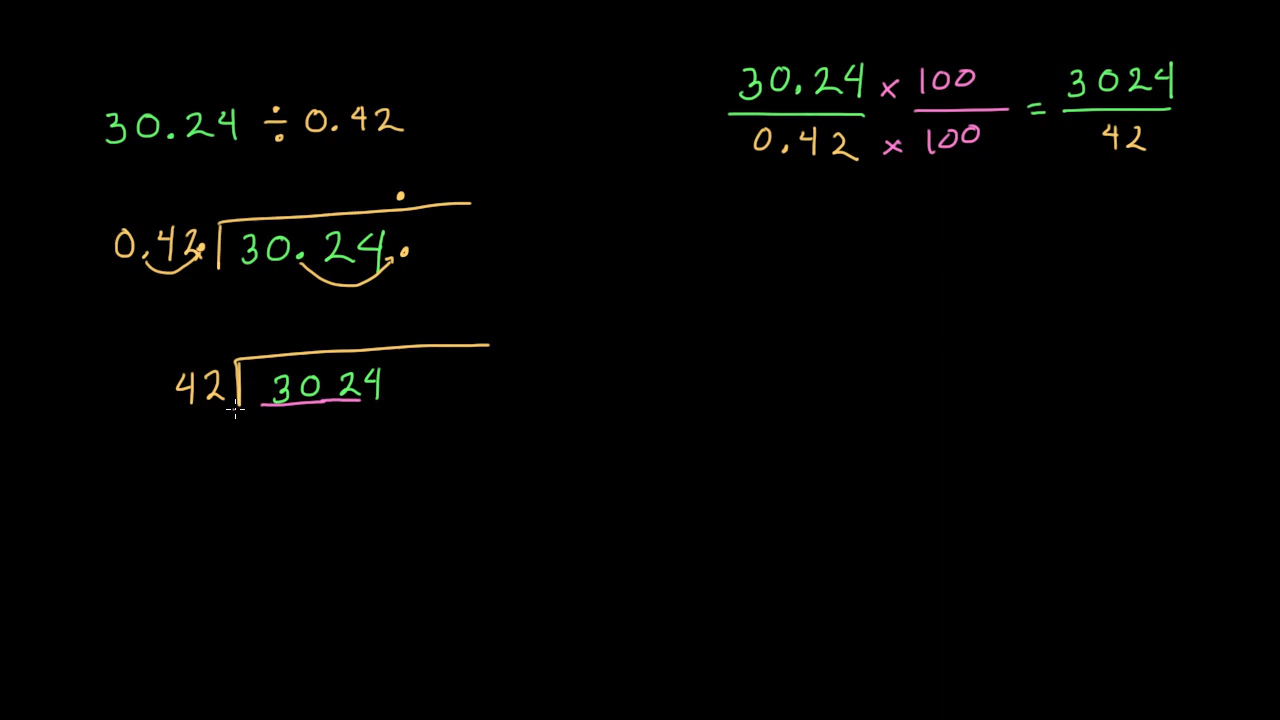 30.24 ÷ 0.42
0.42. 30.24.
42 3024
30.24 × 100 = 3024
0.42 × 100 42